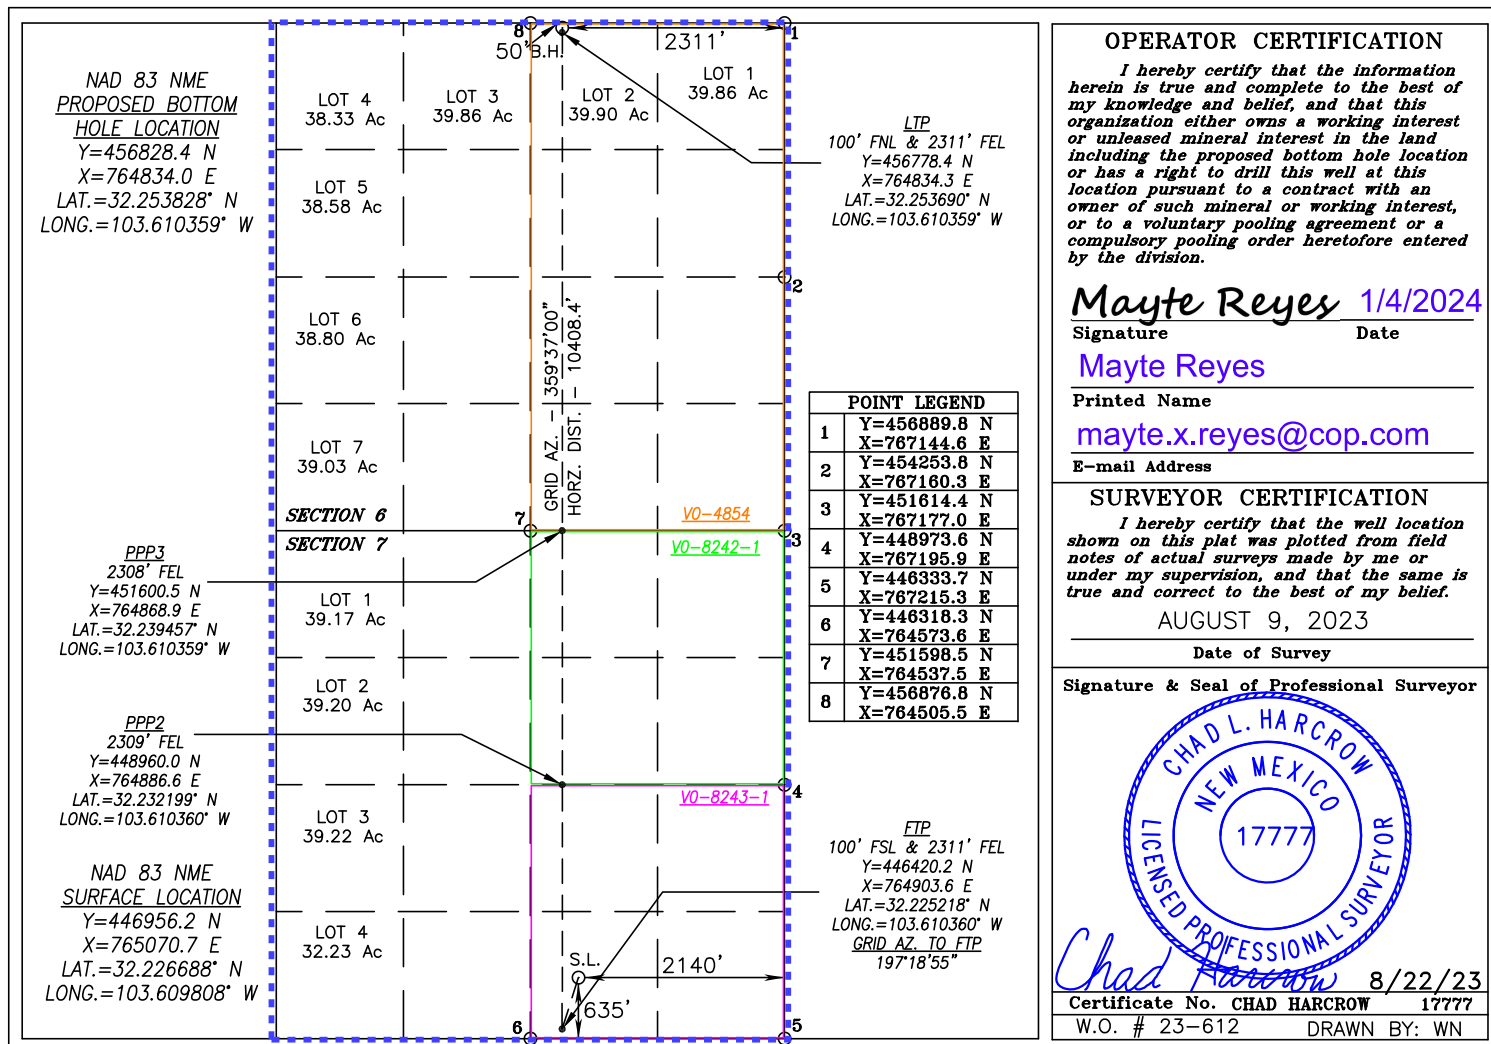 NAD 83 NME
PROPOSED BOTTOM
HOLE LOCATION
Y=456828.4 N
X=764834.0 E
LAT.=32.253828° N
LONG.=103.610359° W
8
50'
B.H.
2311'
1
LOT 4
38.33 Ac
LOT 3
39.86 Ac
LOT 2
39.90 Ac
LOT 1
39.86 Ac
LOT 5
38.58 Ac
LOT 6
38.80 Ac
LOT 7
39.03 Ac
2
GRID AZ. – 359°37'00"
HORZ. DIST. – 10408.4'
LTP
100' FNL & 2311' FEL
Y=456778.4 N
X=764834.3 E
LAT.=32.253690° N
LONG.=103.610359° W
SECTION 6
SECTION 7
7
VO-4854
VO-8242-1
3
PPP3
2308' FEL
Y=451600.5 N
X=764868.9 E
LAT.=32.239457° N
LONG.=103.610359° W
LOT 1
39.17 Ac
LOT 2
39.20 Ac
PPP2
2309' FEL
Y=448960.0 N
X=764886.6 E
LAT.=32.232199° N
LONG.=103.610360° W
VO-8243-1
4
LOT 3
39.22 Ac
LOT 4
32.23 Ac
NAD 83 NME
SURFACE LOCATION
Y=446956.2 N
X=765070.7 E
LAT.=32.226688° N
LONG.=103.609808° W
S.L.
2140'
635'
6
5
FTP
100' FSL & 2311' FEL
Y=446420.2 N
X=764903.6 E
LAT.=32.225218° N
LONG.=103.610360° W
GRID AZ. TO FTP
197°18'55"
POINT LEGEND
1 Y=456889.8 N
X=767144.6 E
2 Y=454253.8 N
X=767160.3 E
3 Y=451614.4 N
X=767177.0 E
4 Y=448973.6 N
X=767195.9 E
5 Y=446333.7 N
X=767215.3 E
6 Y=446318.3 N
X=764573.6 E
7 Y=451598.5 N
X=764537.5 E
8 Y=456876.8 N
X=764505.5 E
OPERATOR CERTIFICATION
I hereby certify that the information
herein is true and complete to the best of
my knowledge and belief, and that this
organization either owns a working interest
or unleased mineral interest in the land
including the proposed bottom hole location
or has a right to drill this well at this
location pursuant to a contract with an
owner of such mineral or working interest,
or to a voluntary pooling agreement or a
compulsory pooling order heretofore entered
by the division.
Mayte Reyes 1/4/2024
Signature Date
Mayte Reyes
Printed Name
mayte.x.reyes@cop.com
E-mail Address
SURVEYOR CERTIFICATION
I hereby certify that the well location
shown on this plat was plotted from field
notes of actual surveys made by me or
under my supervision, and that the same is
true and correct to the best of my belief.
AUGUST 9, 2023
Date of Survey
Signature & Seal of Professional Surveyor
CHAD L. HARCROW
NEW MEXICO
17777
LICENSED PROFESSIONAL SURVEYOR
Chad Harcrow 8/22/23
Certificate No. CHAD HARCROW 17777
W.O. # 23-612 DRAWN BY: WN